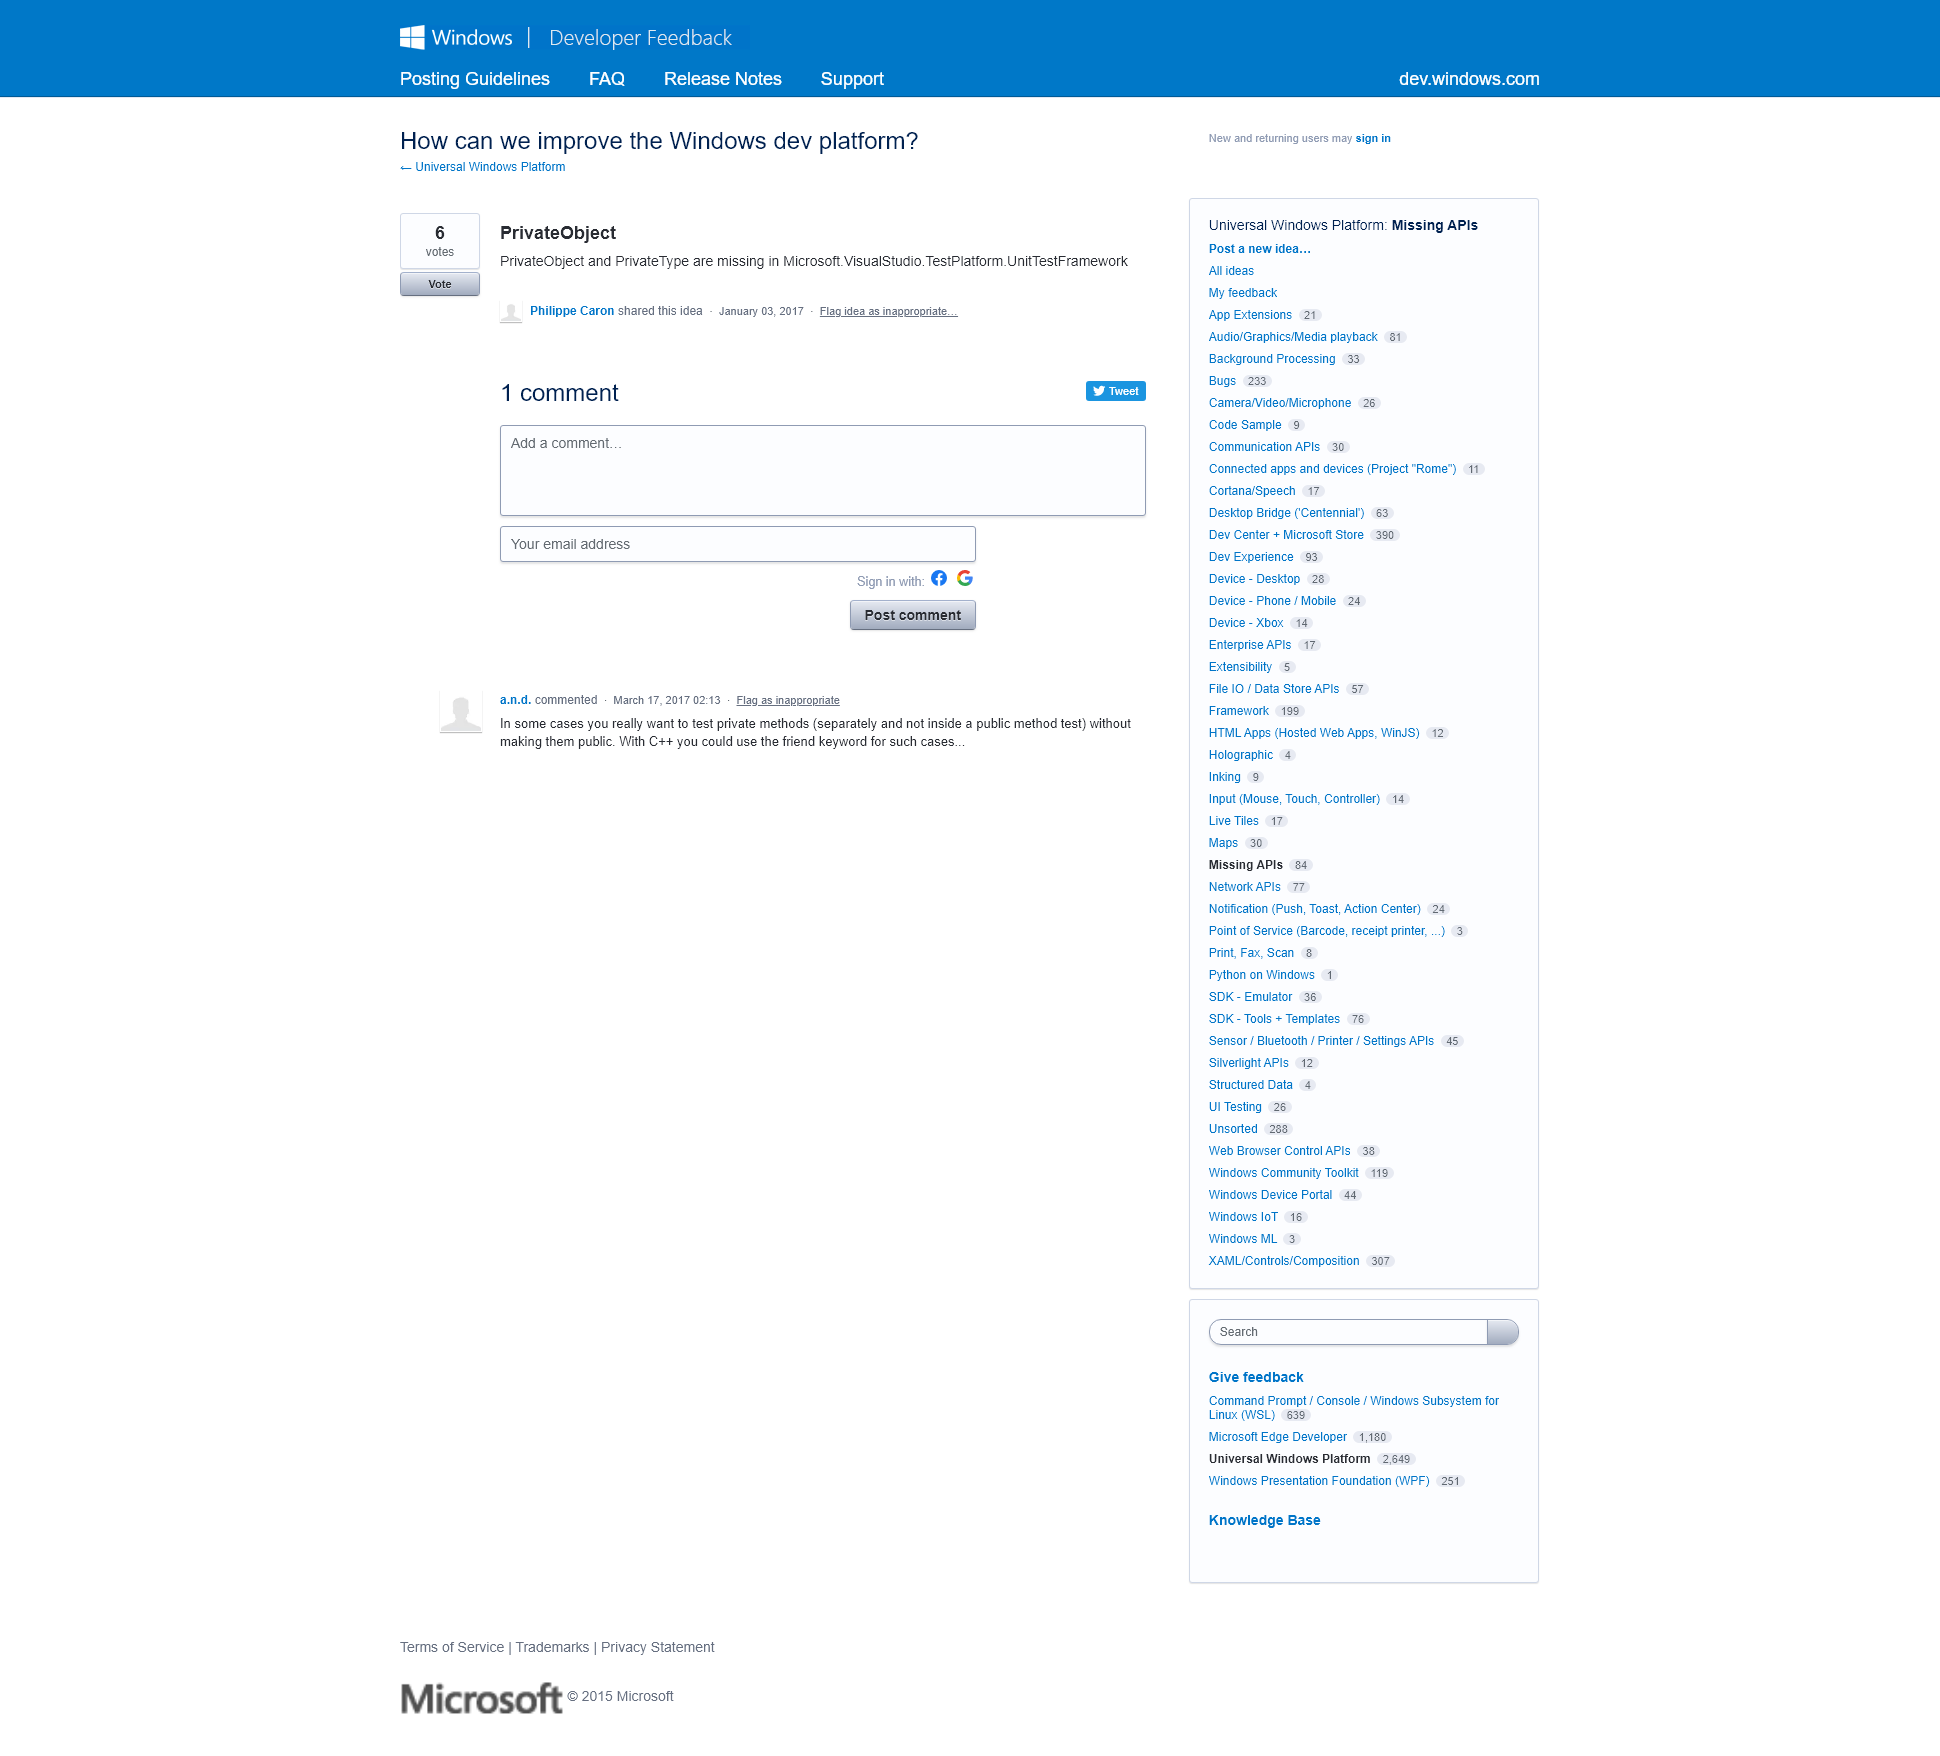 Windows | Developer Feedback
Posting Guidelines FAQ Release Notes Support dev.windows.com
How can we improve the Windows dev platform?
← Universal Windows Platform
New and returning users may sign in
6
votes
Vote
PrivateObject
PrivateObject and PrivateType are missing in Microsoft.VisualStudio.TestPlatform.UnitTestFramework
Philippe Caron shared this idea · January 03, 2017 · Flag idea as inappropriate…
1 comment
Tweet
Add a comment…
Your email address
Sign in with:
Post comment
a.n.d. commented · March 17, 2017 02:13 · Flag as inappropriate
In some cases you really want to test private methods (separately and not inside a public method test) without
making them public. With C++ you could use the friend keyword for such cases...
Universal Windows Platform: Missing APIs
Post a new idea…
All ideas
My feedback
App Extensions 21
Audio/Graphics/Media playback 81
Background Processing 33
Bugs 233
Camera/Video/Microphone 26
Code Sample 9
Communication APIs 30
Connected apps and devices (Project "Rome") 11
Cortana/Speech 17
Desktop Bridge ('Centennial') 63
Dev Center + Microsoft Store 390
Dev Experience 93
Device - Desktop 28
Device - Phone / Mobile 24
Device - Xbox 14
Enterprise APIs 17
Extensibility 5
File IO / Data Store APIs 57
Framework 199
HTML Apps (Hosted Web Apps, WinJS) 12
Holographic 4
Inking 9
Input (Mouse, Touch, Controller) 14
Live Tiles 17
Maps 30
Missing APIs 84
Network APIs 77
Notification (Push, Toast, Action Center) 24
Point of Service (Barcode, receipt printer, ...) 3
Print, Fax, Scan 8
Python on Windows 1
SDK - Emulator 36
SDK - Tools + Templates 76
Sensor / Bluetooth / Printer / Settings APIs 45
Silverlight APIs 12
Structured Data 4
UI Testing 26
Unsorted 288
Web Browser Control APIs 38
Windows Community Toolkit 119
Windows Device Portal 44
Windows IoT 16
Windows ML 3
XAML/Controls/Composition 307
Search
Give feedback
Command Prompt / Console / Windows Subsystem for
Linux (WSL) 639
Microsoft Edge Developer 1,180
Universal Windows Platform 2,649
Windows Presentation Foundation (WPF) 251
Knowledge Base
Terms of Service | Trademarks | Privacy Statement
Microsoft © 2015 Microsoft